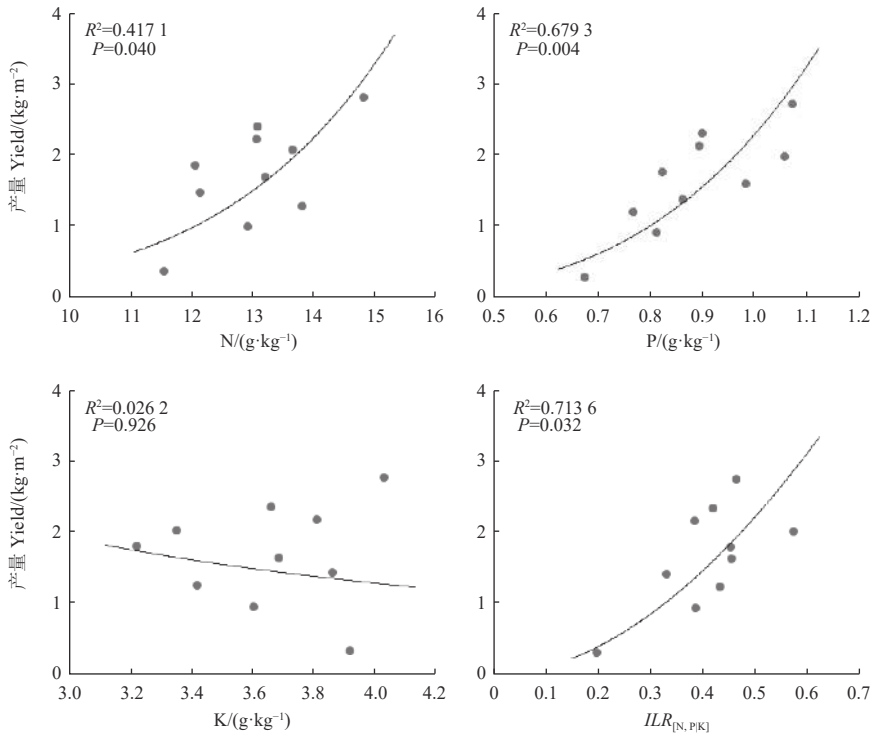 R²=0.417 1
P=0.040
产量 Yield/(kg·m⁻²)
4
3
2
1
0
10 11 12 13 14 15 16
N/(g·kg⁻¹)
R²=0.679 3
P=0.004
4
3
2
1
0
0.5 0.6 0.7 0.8 0.9 1.0 1.1 1.2
P/(g·kg⁻¹)
R²=0.026 2
P=0.926
产量 Yield/(kg·m⁻²)
4
3
2
1
0
3.0 3.2 3.4 3.6 3.8 4.0 4.2
K/(g·kg⁻¹)
R²=0.713 6
P=0.032
4
3
2
1
0
0 0.1 0.2 0.3 0.4 0.5 0.6 0.7
ILR[N, P|K]